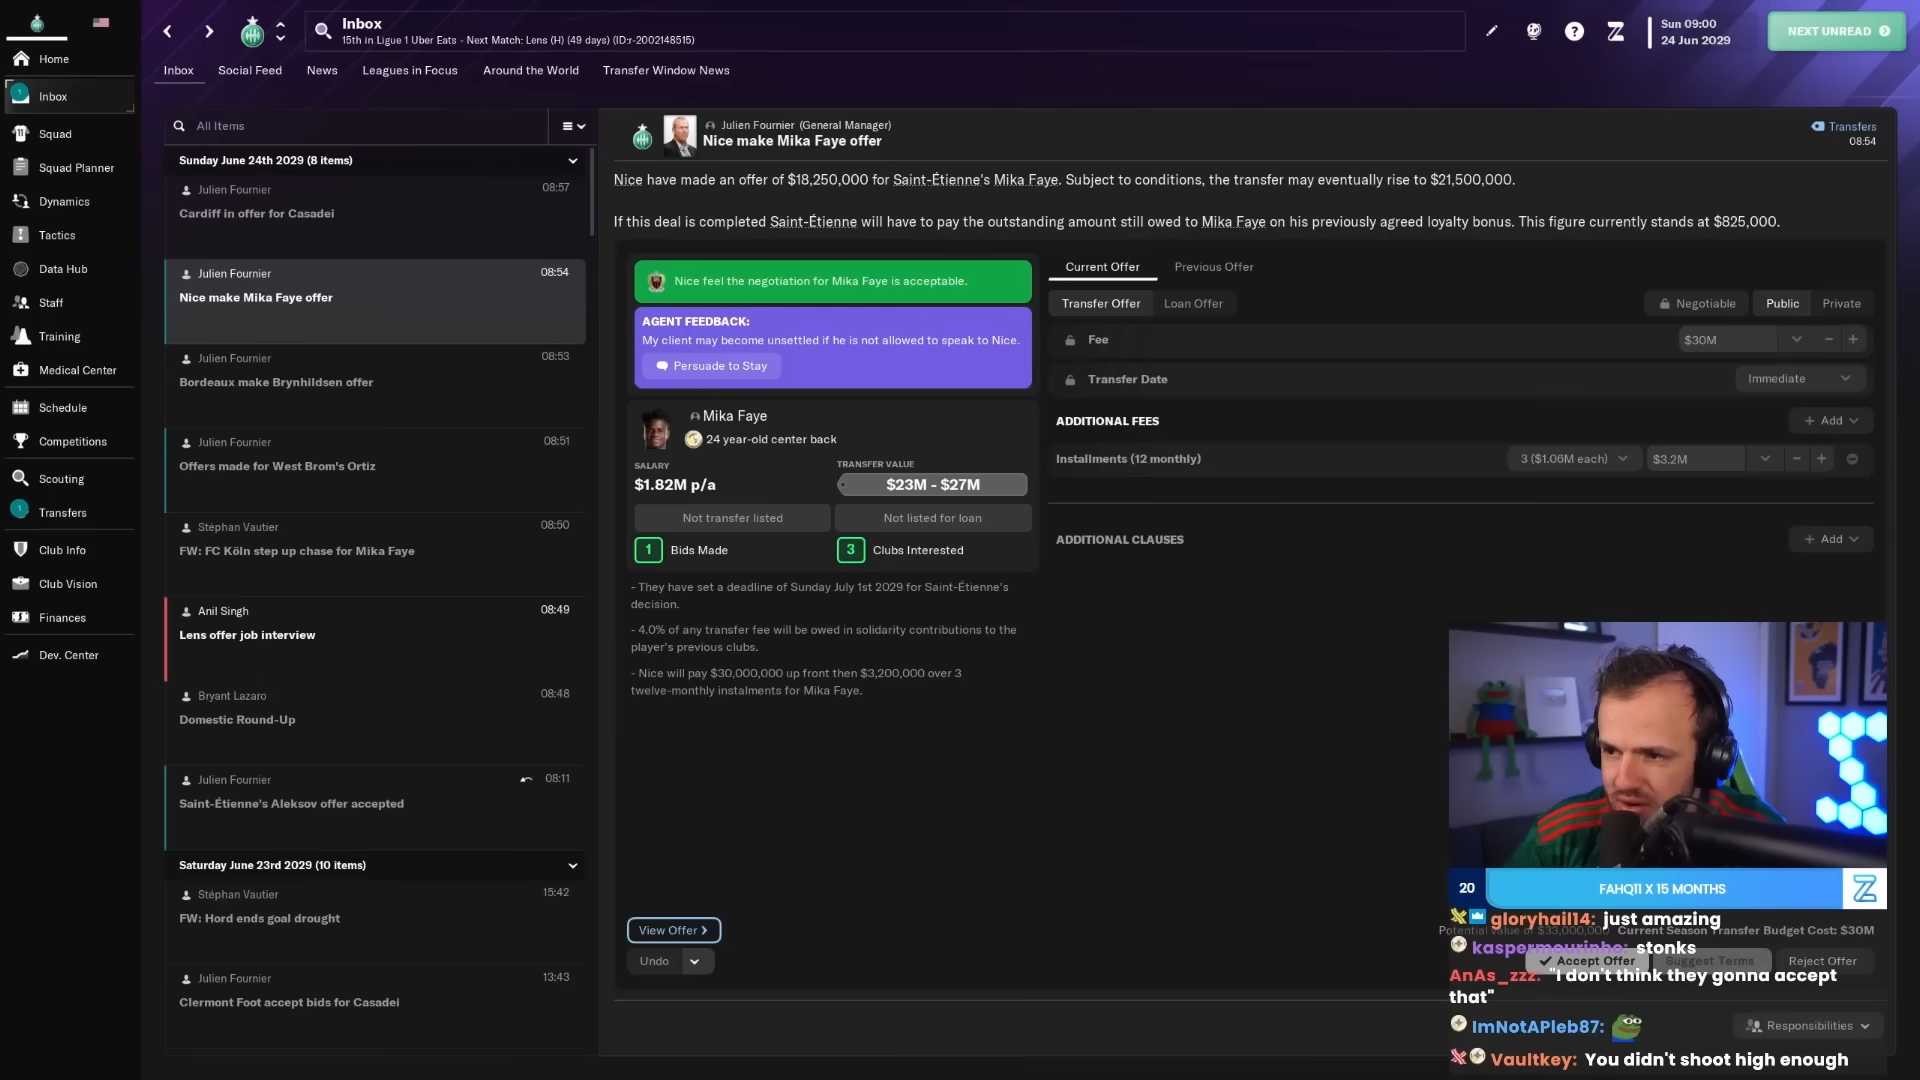 Inbox
15th in Ligue 1 Uber Eats - Next Match: Lens (H) (49 days) (ID:r-2002148515)
Sun 09:00
24 Jun 2029
NEXT UNREAD
Home
1
Inbox
Squad
Squad Planner
Dynamics
Tactics
Data Hub
Staff
Training
Medical Center
Schedule
Competitions
Scouting
1
Transfers
Club Info
Club Vision
Finances
Dev. Center
Inbox
Social Feed
News
Leagues in Focus
Around the World
Transfer Window News
All Items
Sunday June 24th 2029 (8 items)
Julien Fournier
08:57
Cardiff in offer for Casadei
Julien Fournier
08:54
Nice make Mika Faye offer
Julien Fournier
08:53
Bordeaux make Brynhildsen offer
Julien Fournier
08:51
Offers made for West Brom's Ortiz
Stéphan Vautier
08:50
FW: FC Köln step up chase for Mika Faye
Anil Singh
08:49
Lens offer job interview
Bryant Lazaro
08:48
Domestic Round-Up
Julien Fournier
08:11
Saint-Étienne's Aleksov offer accepted
Saturday June 23rd 2029 (10 items)
Stéphan Vautier
15:42
FW: Hord ends goal drought
Julien Fournier
13:43
Clermont Foot accept bids for Casadei
Julien Fournier (General Manager)
Nice make Mika Faye offer
Transfers
08:54
Nice have made an offer of $18,250,000 for Saint-Étienne's Mika Faye. Subject to conditions, the transfer may eventually rise to $21,500,000.
If this deal is completed Saint-Étienne will have to pay the outstanding amount still owed to Mika Faye on his previously agreed loyalty bonus. This figure currently stands at $825,000.
Nice feel the negotiation for Mika Faye is acceptable.
AGENT FEEDBACK:
My client may become unsettled if he is not allowed to speak to Nice.
Persuade to Stay
Mika Faye
24 year-old center back
SALARY
$1.82M p/a
TRANSFER VALUE
$23M - $27M
Not transfer listed
Not listed for loan
1 Bids Made
3 Clubs Interested
- They have set a deadline of Sunday July 1st 2029 for Saint-Étienne's
decision.
- 4.0% of any transfer fee will be owed in solidarity contributions to the
player's previous clubs.
- Nice will pay $30,000,000 up front then $3,200,000 over 3
twelve-monthly instalments for Mika Faye.
Current Offer
Previous Offer
Transfer Offer
Loan Offer
Negotiable
Public
Private
Fee
$30M
Transfer Date
Immediate
ADDITIONAL FEES
Add
Installments (12 monthly)
3 ($1.06M each)
$3.2M
ADDITIONAL CLAUSES
Add
View Offer
Undo
20
FAHQ11 X 15 MONTHS
Potential value of $33,000,000
Current Season Transfer Budget Cost: $30M
Accept Offer
Suggest Terms
Reject Offer
gloryhail14: just amazing
kaspermourinho: stonks
AnAs_zzz: "I don't think they gonna accept
that"
ImNotAPleb87:
Vaultkey: You didn't shoot high enough
Responsibilities